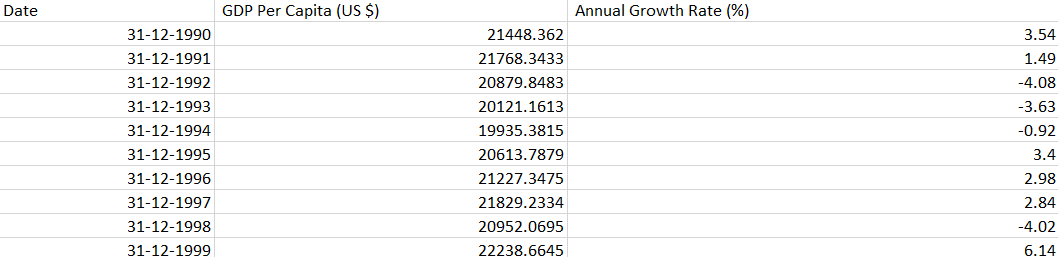 Date GDP Per Capita (US $) Annual Growth Rate (%)
31-12-1990 21448.362 3.54
31-12-1991 21768.3433 1.49
31-12-1992 20879.8483 -4.08
31-12-1993 20121.1613 -3.63
31-12-1994 19935.3815 -0.92
31-12-1995 20613.7879 3.4
31-12-1996 21227.3475 2.98
31-12-1997 21829.2334 2.84
31-12-1998 20952.0695 -4.02
31-12-1999 22238.6645 6.14